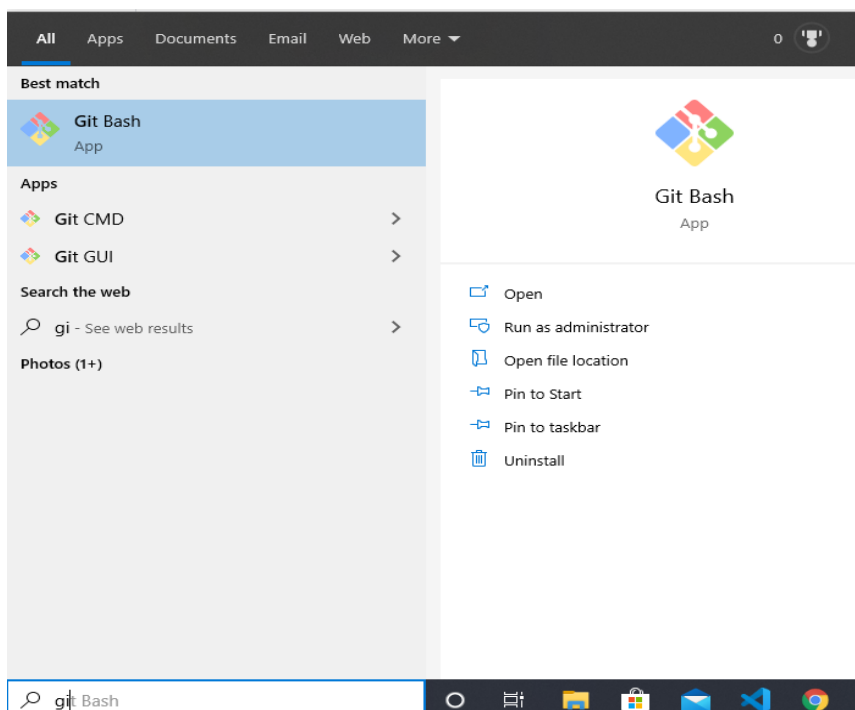 All Apps Documents Email Web More 0
Best match
Git Bash
App
Apps
Git CMD
Git GUI
Search the web
gi - See web results
Photos (1+)
Git Bash
App
Open
Run as administrator
Open file location
Pin to Start
Pin to taskbar
Uninstall
git Bash